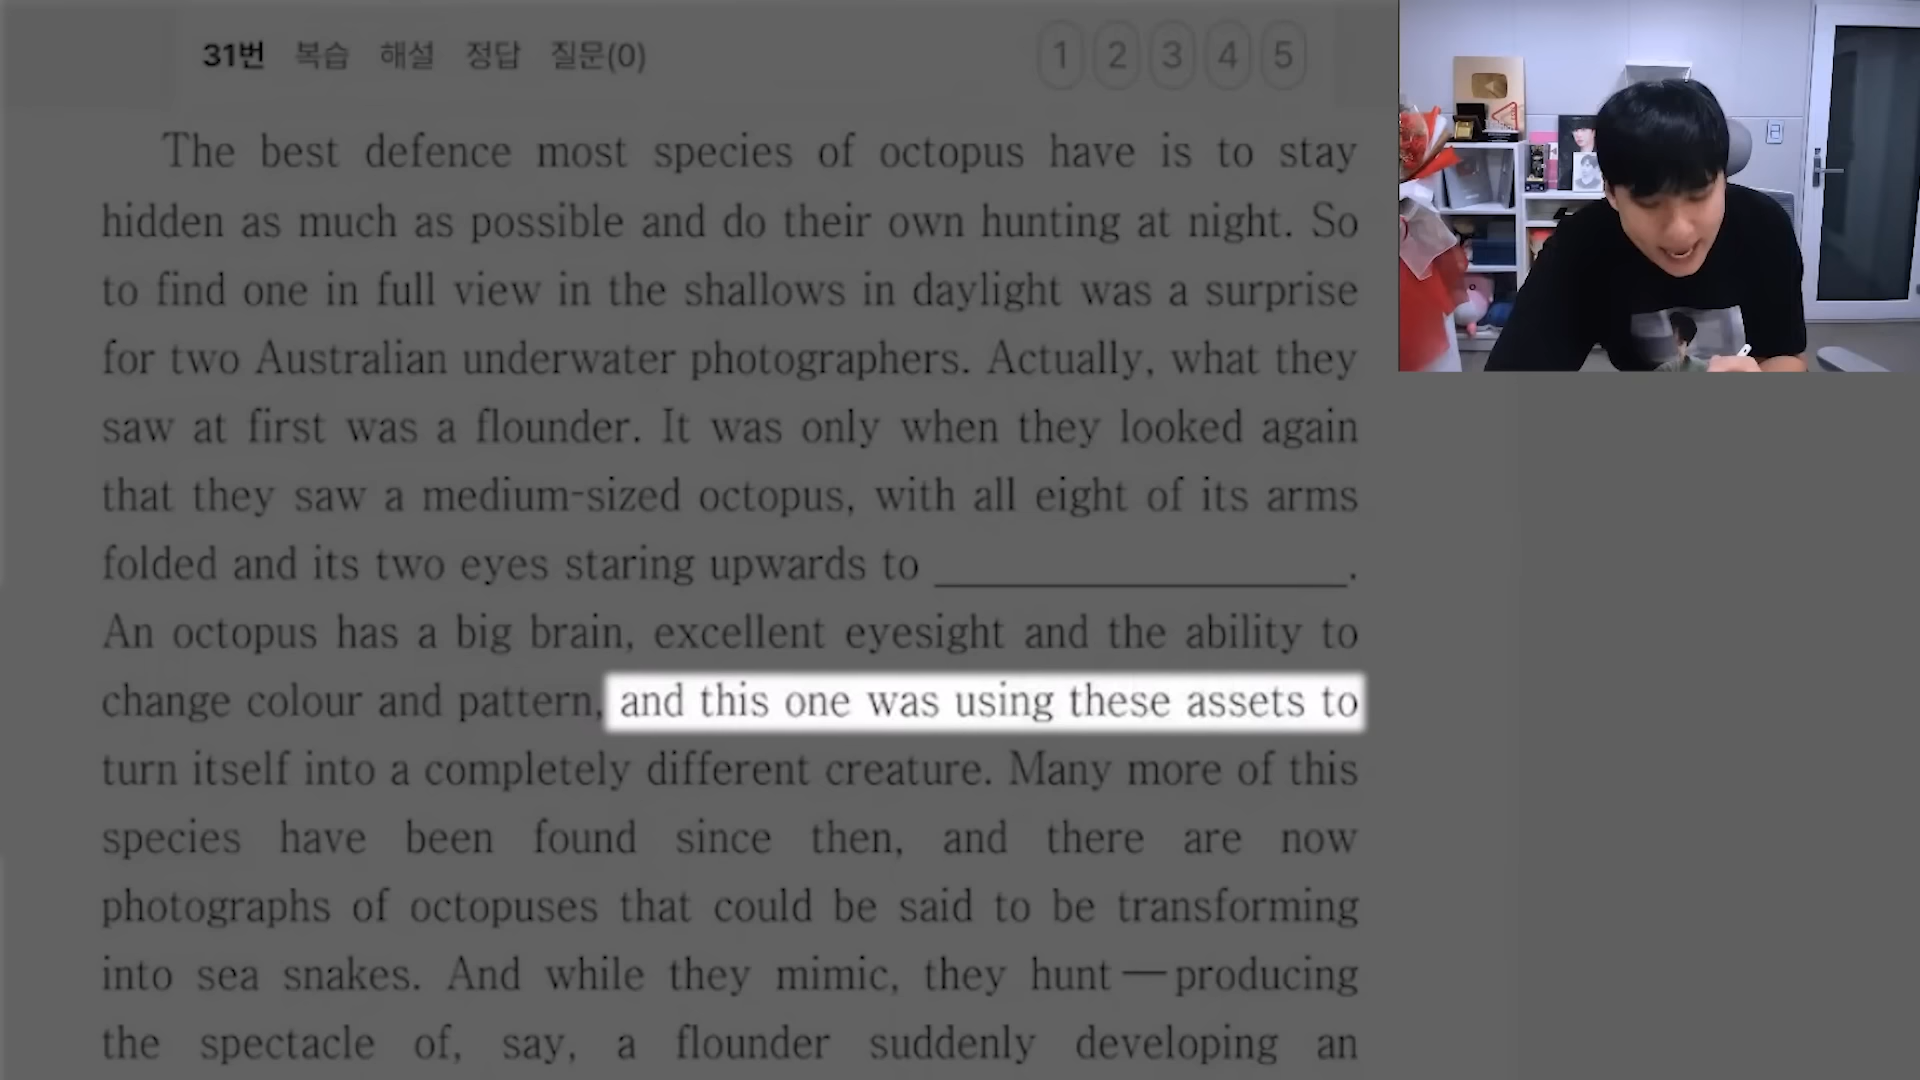 31번 복습 해설 정답 질문(0) 1 2 3 4 5
The best defence most species of octopus have is to stay
hidden as much as possible and do their own hunting at night. So
to find one in full view in the shallows in daylight was a surprise
for two Australian underwater photographers. Actually, what they
saw at first was a flounder. It was only when they looked again
that they saw a medium-sized octopus, with all eight of its arms
folded and its two eyes staring upwards to ____________.
An octopus has a big brain, excellent eyesight and the ability to
change colour and pattern, and this one was using these assets to
turn itself into a completely different creature. Many more of this
species have been found since then, and there are now
photographs of octopuses that could be said to be transforming
into sea snakes. And while they mimic, they hunt—producing
the spectacle of, say, a flounder suddenly developing an